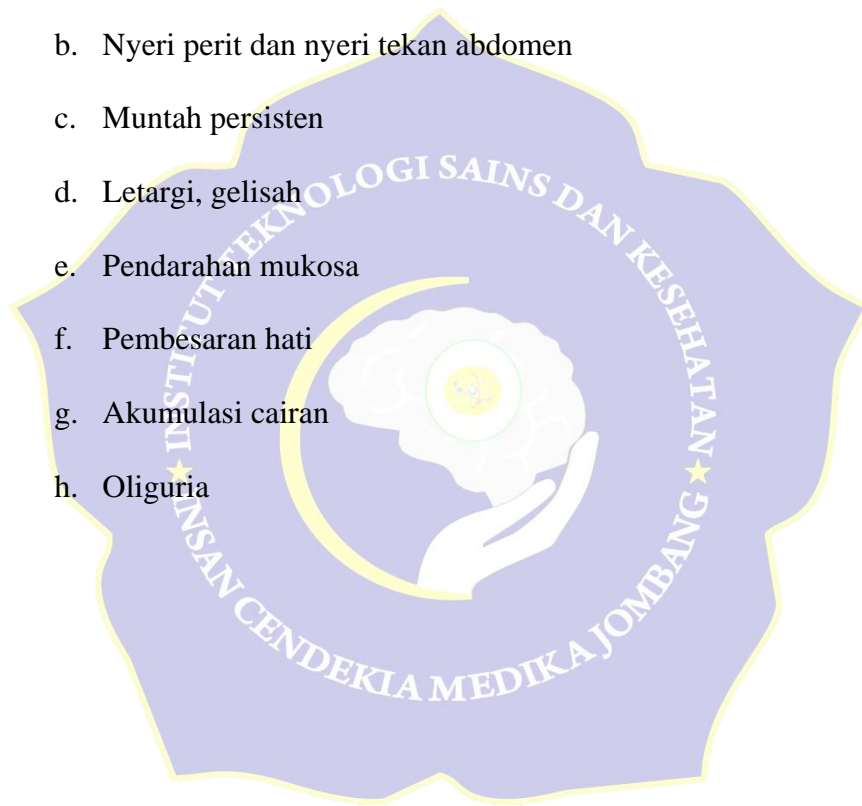 b. Nyeri perit dan nyeri tekan abdomen
c. Muntah persisten
d. Letargi, gelisah
e. Pendarahan mukosa
f. Pembesaran hati
g. Akumulasi cairan
h. Oliguria
INSTITUT TEKNOLOGI SAINS DAN KESEHATAN
INSAN CENDEKIA MEDIKA JOMBANG